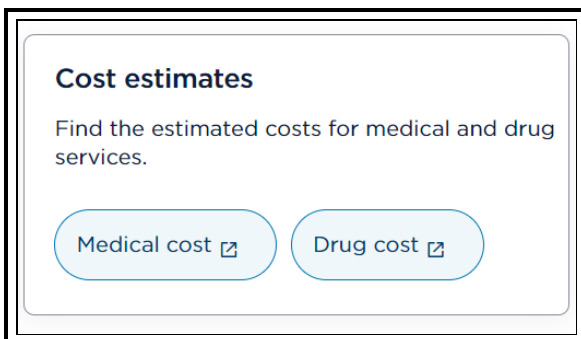 Cost estimates
Find the estimated costs for medical and drug
services.
Medical cost
Drug cost